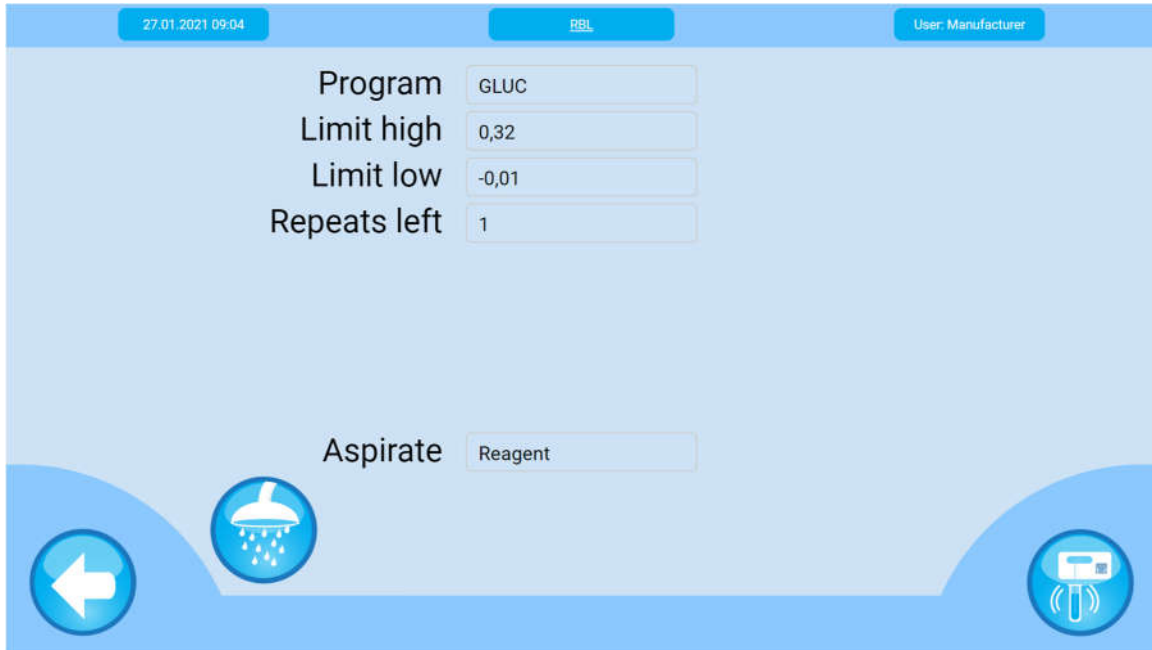 27.01.2021 09:04 RBL User: Manufacturer
Program GLUC
Limit high 0,32
Limit low -0,01
Repeats left 1
Aspirate Reagent